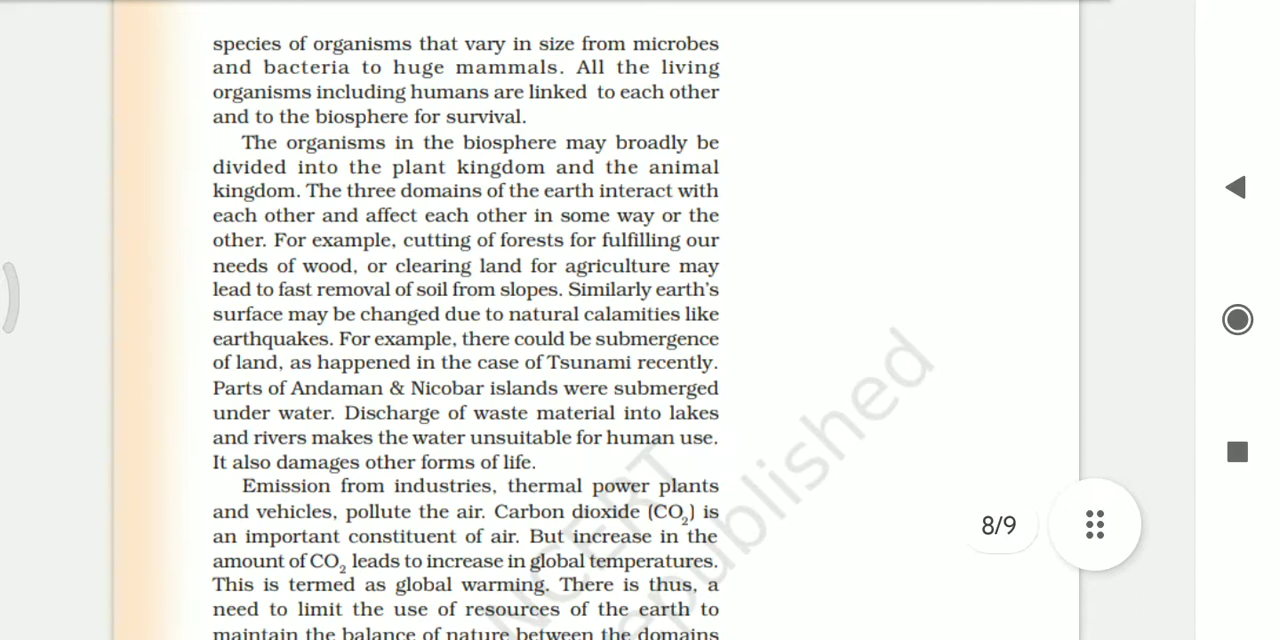 species of organisms that vary in size from microbes
and bacteria to huge mammals. All the living
organisms including humans are linked to each other
and to the biosphere for survival.
The organisms in the biosphere may broadly be
divided into the plant kingdom and the animal
kingdom. The three domains of the earth interact with
each other and affect each other in some way or the
other. For example, cutting of forests for fulfilling our
needs of wood, or clearing land for agriculture may
lead to fast removal of soil from slopes. Similarly earth's
surface may be changed due to natural calamities like
earthquakes. For example, there could be submergence
of land, as happened in the case of Tsunami recently.
Parts of Andaman & Nicobar islands were submerged
under water. Discharge of waste material into lakes
and rivers makes the water unsuitable for human use.
It also damages other forms of life.
Emission from industries, thermal power plants
and vehicles, pollute the air. Carbon dioxide (CO₂) is
an important constituent of air. But increase in the
amount of CO₂ leads to increase in global temperatures.
This is termed as global warming. There is thus, a
need to limit the use of resources of the earth to
maintain the balance of nature between the domains
NCERT
republished
8/9